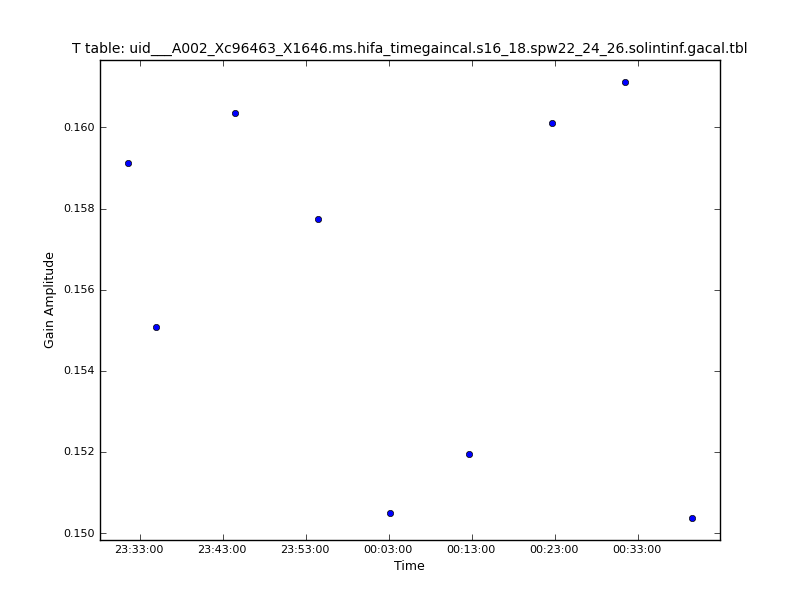 T table: uid___A002_Xc96463_X1646.ms.hifa_timegaincal.s16_18.spw22_24_26.solintinf.gacal.tbl
0.160
0.158
0.156
0.154
0.152
0.150
Gain Amplitude
23:33:00 23:43:00 23:53:00 00:03:00 00:13:00 00:23:00 00:33:00
Time